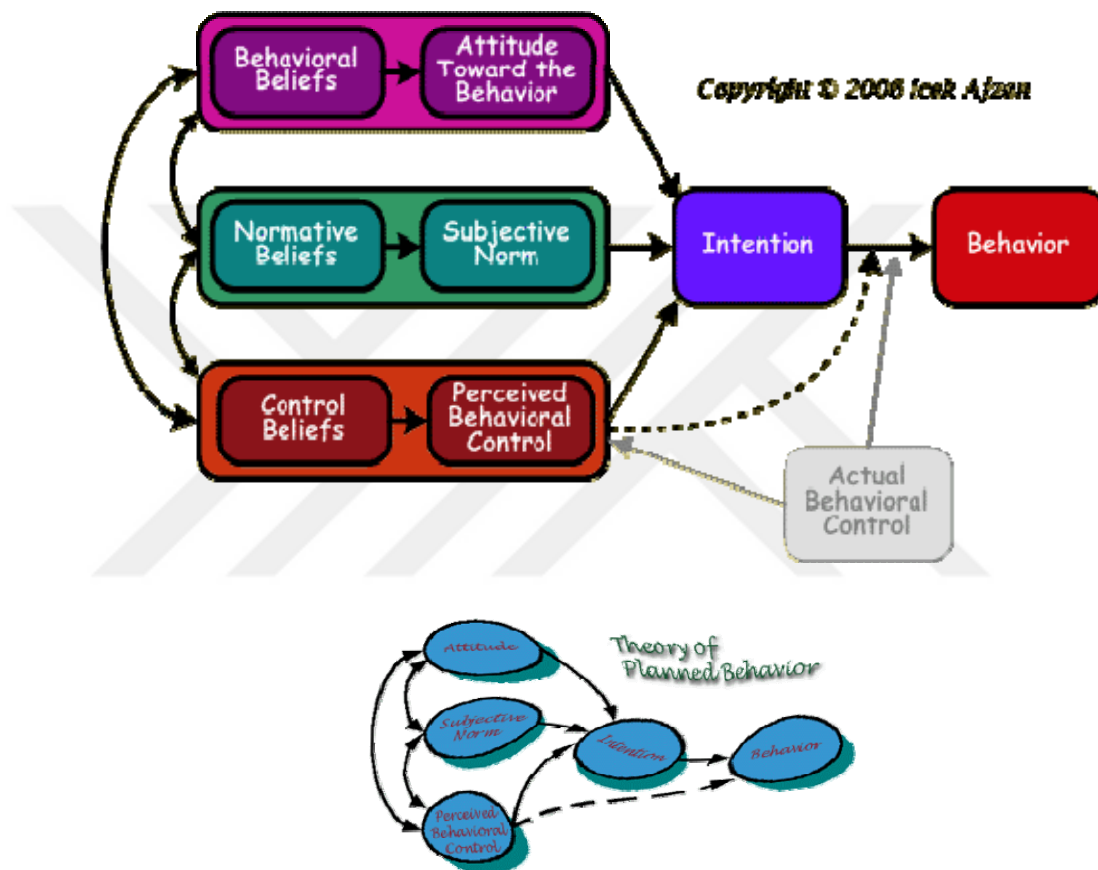 Behavioral
Beliefs
Attitude
Toward the
Behavior
Copyright © 2006 Icek Ajzen
Normative
Beliefs
Subjective
Norm
Intention
Behavior
Control
Beliefs
Perceived
Behavioral
Control
Actual
Behavioral
Control
Attitude
Theory of
Planned Behavior
Subjective
Norm
Intention
Behavior
Perceived
Behavioral
Control